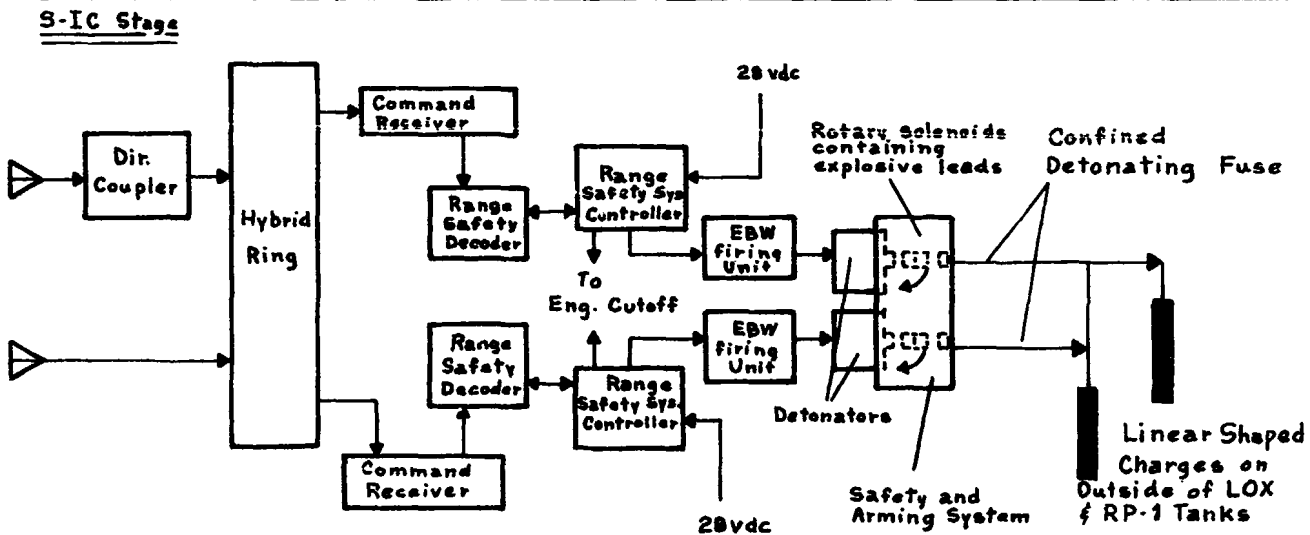 S-IC Stage
28 vdc
Command
Receiver
Rotary solenoids
containing
explosive leads
Confined
Detonating Fuse
Dir.
Coupler
Range
Safety Sys
Controller
Hybrid
Ring
Range
Safety
Decoder
EBW
firing
Unit
To
Eng. Cutoff
Range
Safety
Decoder
EBW
firing
Unit
Range
Safety Sys.
Controller
Detonators
Command
Receiver
Linear Shaped
Charges on
Outside of LOX
& RP-1 Tanks
Safety and
Arming System
28vdc